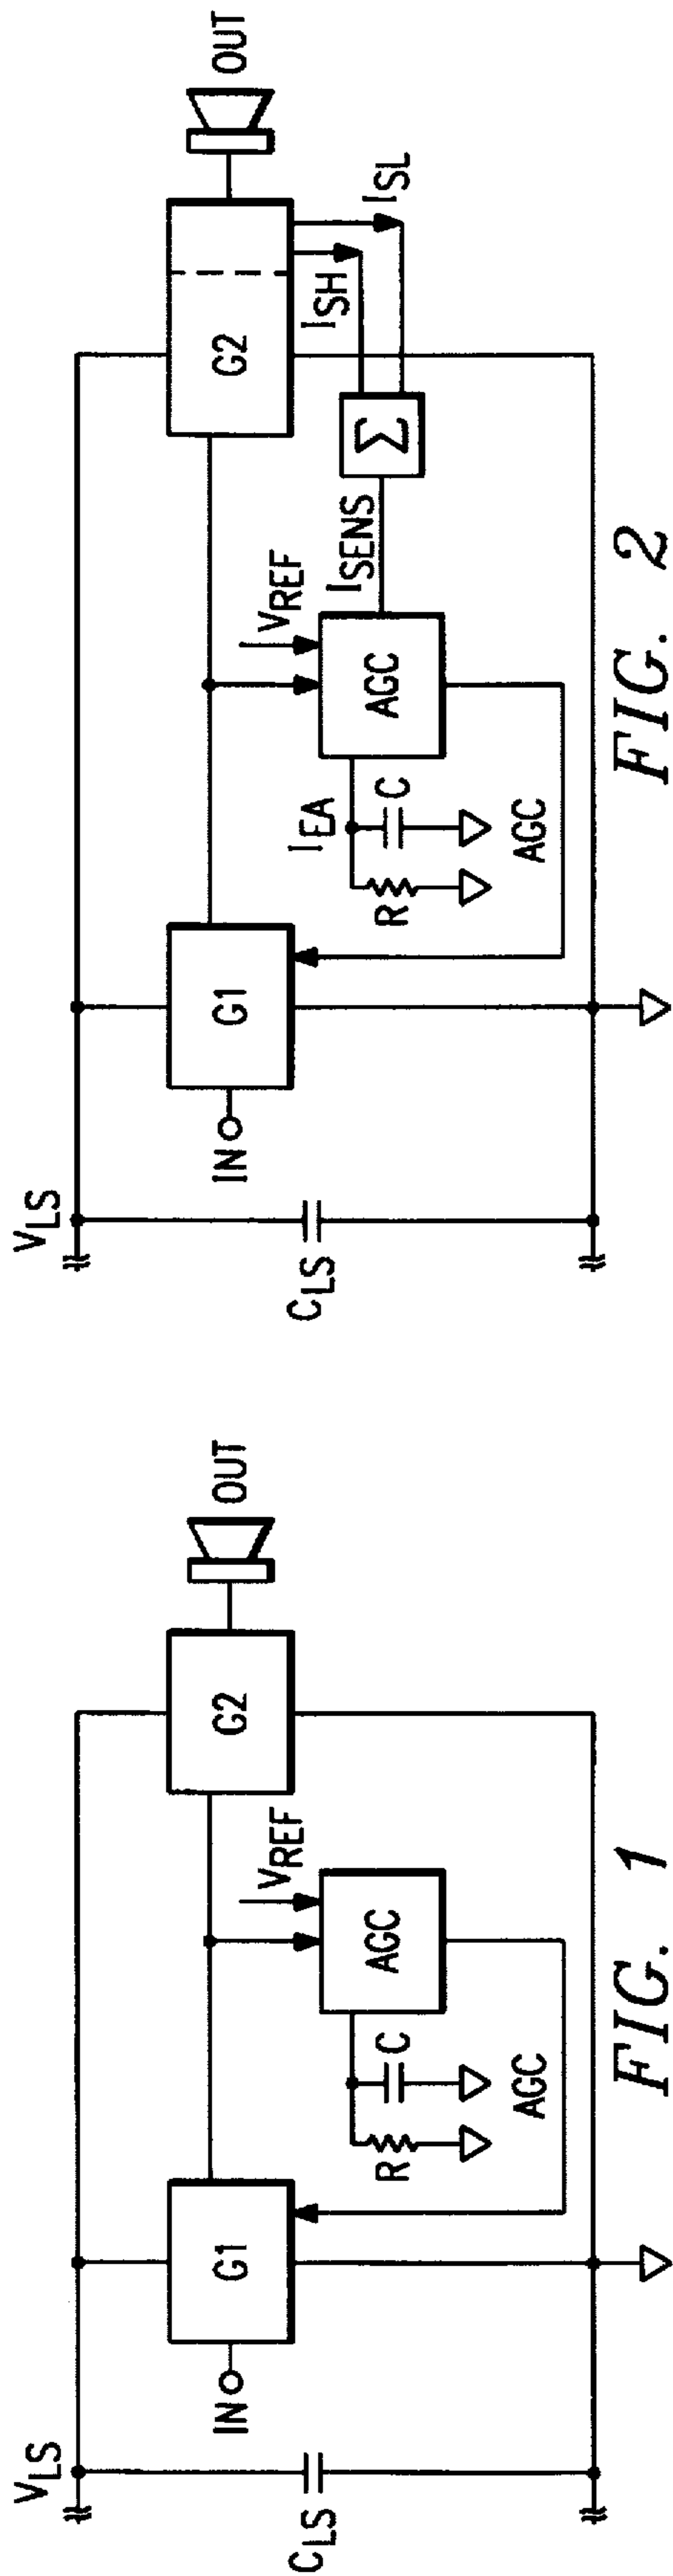 V_LS
C_LS
IN
G1
R
C
AGC
AGC
V_REF
G2
OUT
FIG. 1
V_LS
C_LS
IN
G1
R
C
I_EA
AGC
AGC
V_REF
I_SENS
Σ
G2
I_SH
I_SL
OUT
FIG. 2